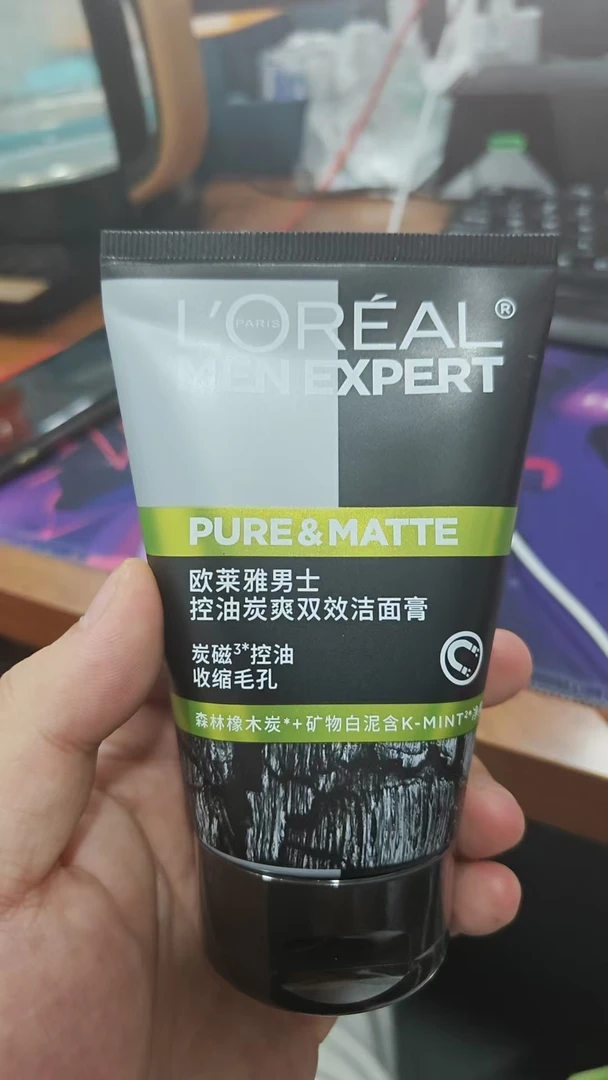 L'ORÉAL®
PARIS
MEN EXPERT
PURE & MATTE
欧莱雅男士
控油炭爽双效洁面膏
炭磁3*控油
收缩毛孔
森林橡木炭*+矿物白泥含K-MINT2*